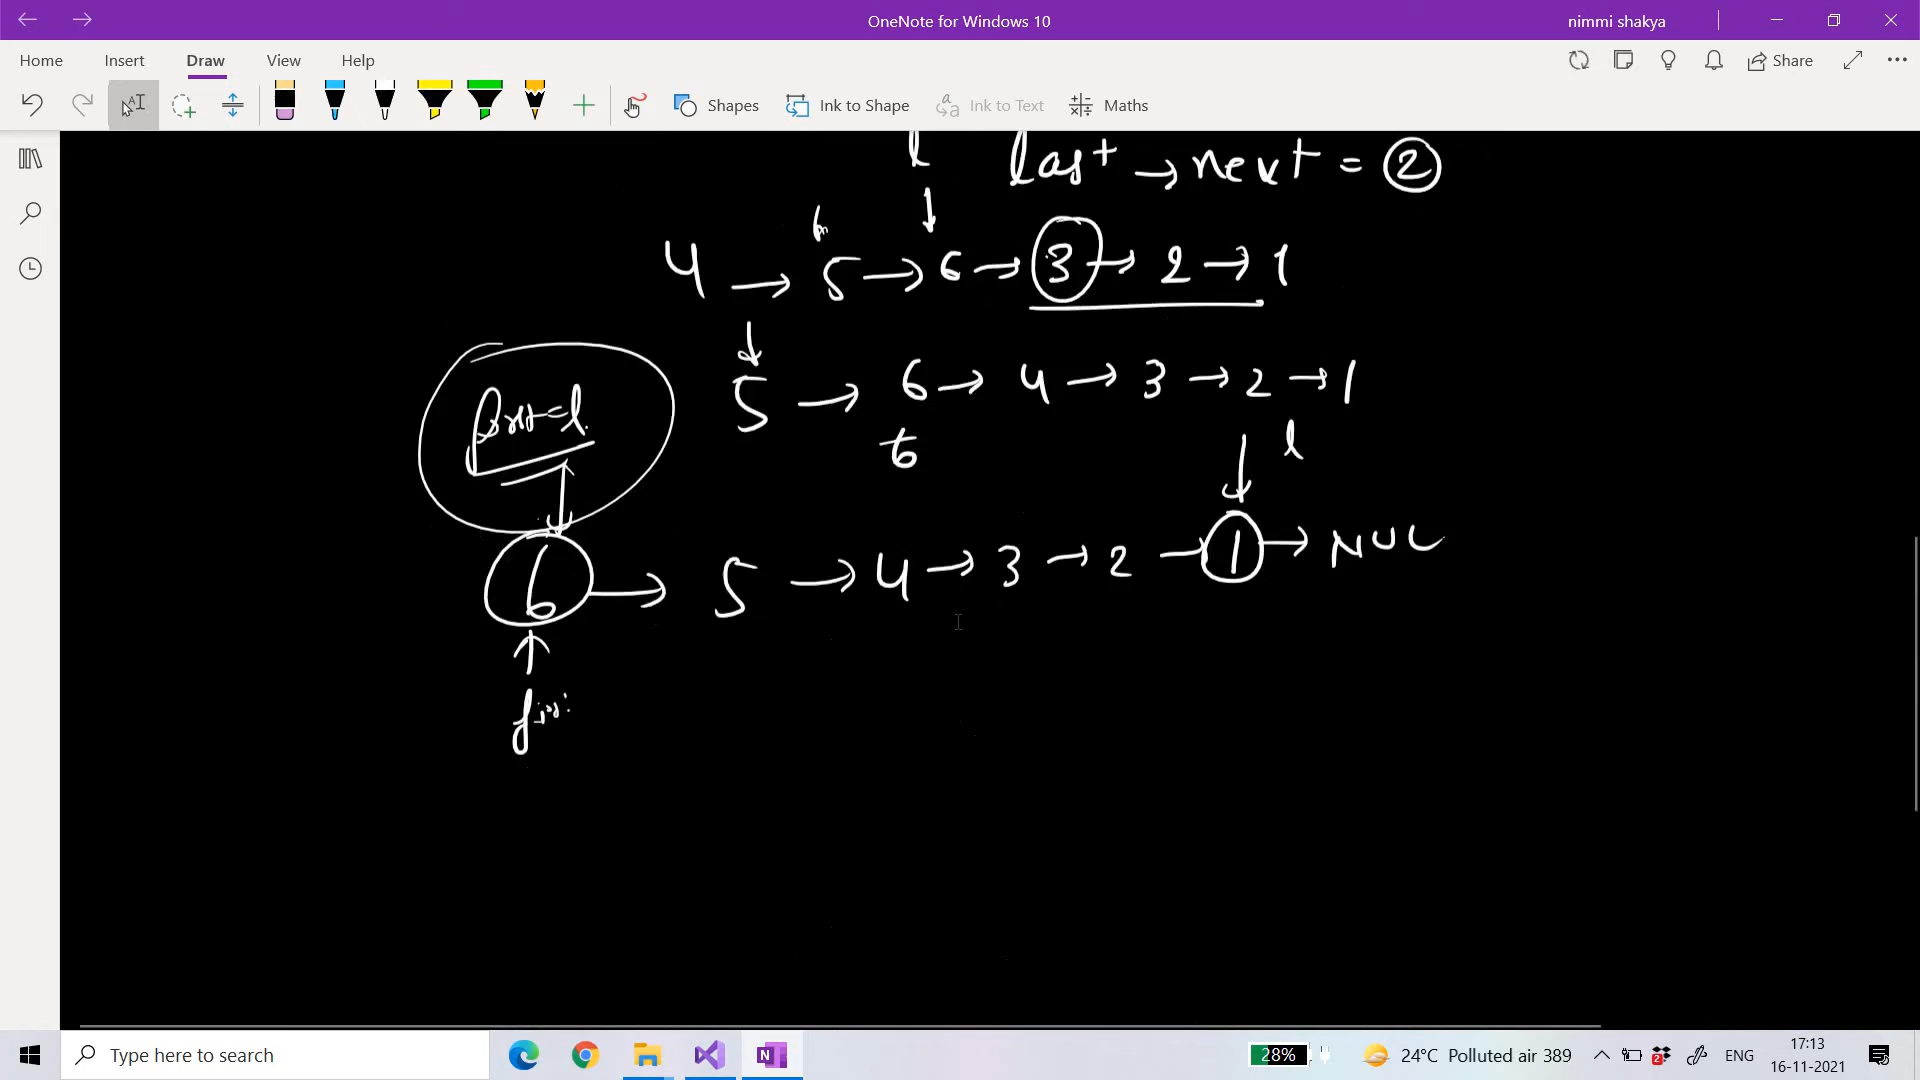 OneNote for Windows 10
nimmi shakya
Home Insert Draw View Help
Share
Shapes Ink to Shape Ink to Text Maths
l last → next = ②
4 → 5 → 6 → 3 → 2 → 1
5 → 6 → 4 → 3 → 2 → 1
t l
6 → 5 → 4 → 3 → 2 → 1 → NUL
Type here to search
28% 24°C Polluted air 389 ENG
17:13
16-11-2021